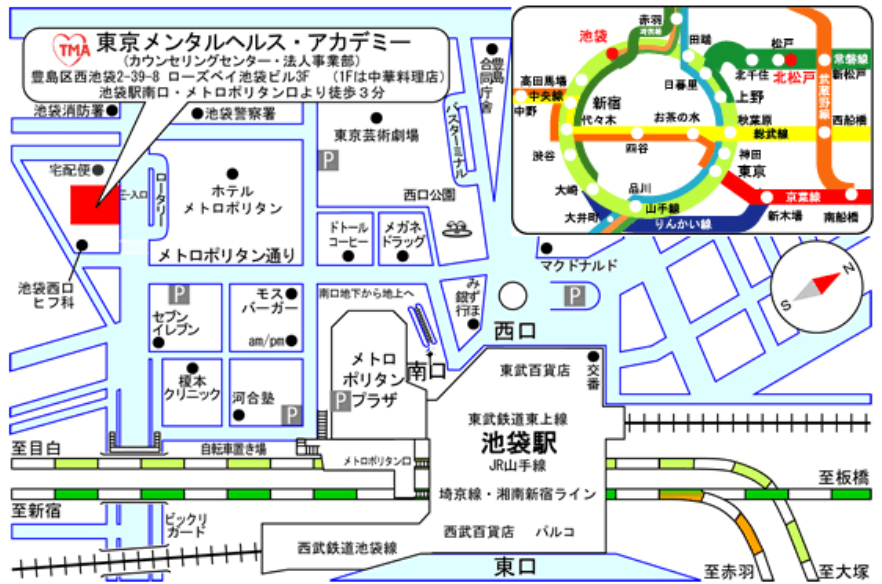 TMA 東京メンタルヘルス・アカデミー
(カウンセリングセンター・法人事業部)
豊島区西池袋2-39-8 ローズベイ池袋ビル3F (1Fは中華料理店)
池袋駅南口・メトロポリタン口より徒歩3分
赤羽
埼京線
田端
池袋
松戸
常磐線
北千住
北松戸
新松戸
日暮里
高田馬場
中央線
中野
新宿
代々木
上野
お茶の水
秋葉原
総武線
西船橋
武蔵野線
四谷
神田
東京
渋谷
大崎
品川
山手線
京葉線
大井町
りんかい線
新木場
南船橋
池袋消防署
池袋警察署
東京芸術劇場
豊島
合同庁舎
バスターミナル
宅配便
ロータリー
ホテル
メトロポリタン
P
西口公園
メトロポリタン通り
ドトール
コーヒー
メガネ
ドラッグ
マクドナルド
N
S
池袋西口
ヒフ科
P
セブン
イレブン
モス
バーガー
am/pm
南口地下から地上へ
みずほ
銀行
P
西口
メトロ
ポリタン
プラザ
P
南口
東武百貨店
交番
榎本
クリニック
河合塾
P
東武鉄道東上線
池袋駅
JR山手線
至目白
自転車置き場
メトロポリタン口
至板橋
至新宿
埼京線・湘南新宿ライン
ビックリ
ガード
西武百貨店 パルコ
西武鉄道池袋線
東口
至赤羽
至大塚